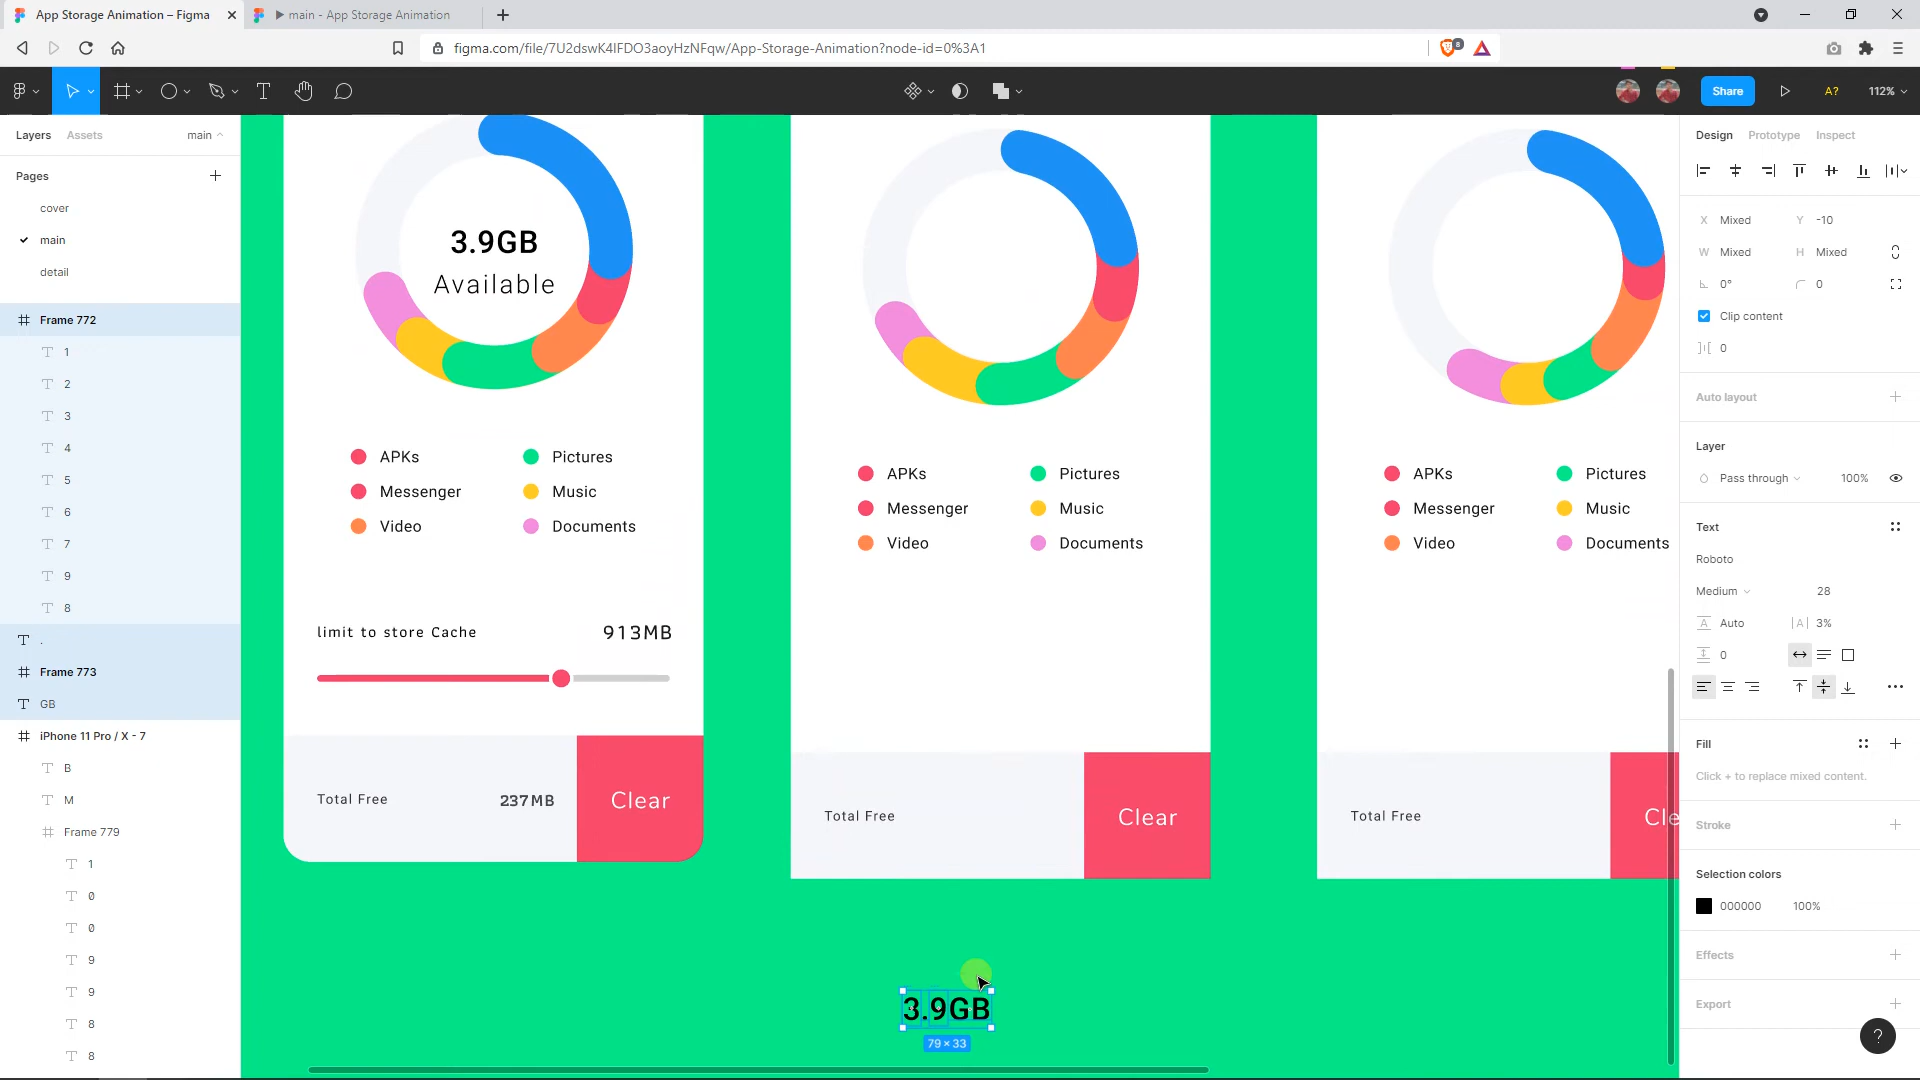 App Storage Animation – Figma
main - App Storage Animation
figma.com/file/7U2dswK4IFDO3aoyHzNFqw/App-Storage-Animation?node-id=0%3A1
8
Share
A?
112%
Layers
Assets
main
Pages
cover
main
detail
Frame 772
1
2
3
4
5
6
7
9
8
.
Frame 773
GB
iPhone 11 Pro / X - 7
B
M
Frame 779
1
0
0
9
9
8
8
3.9GB
Available
APKs
Messenger
Video
Pictures
Music
Documents
limit to store Cache
913MB
Total Free
237MB
Clear
APKs
Messenger
Video
Pictures
Music
Documents
Total Free
Clear
APKs
Messenger
Video
Pictures
Music
Documents
Total Free
Cle
3.9GB
79 × 33
Design
Prototype
Inspect
X Mixed
Y -10
W Mixed
H Mixed
0°
0
Clip content
0
Auto layout
Layer
Pass through
100%
Text
Roboto
Medium
28
Auto
3%
0
Fill
Click + to replace mixed content.
Stroke
Selection colors
000000
100%
Effects
Export
?